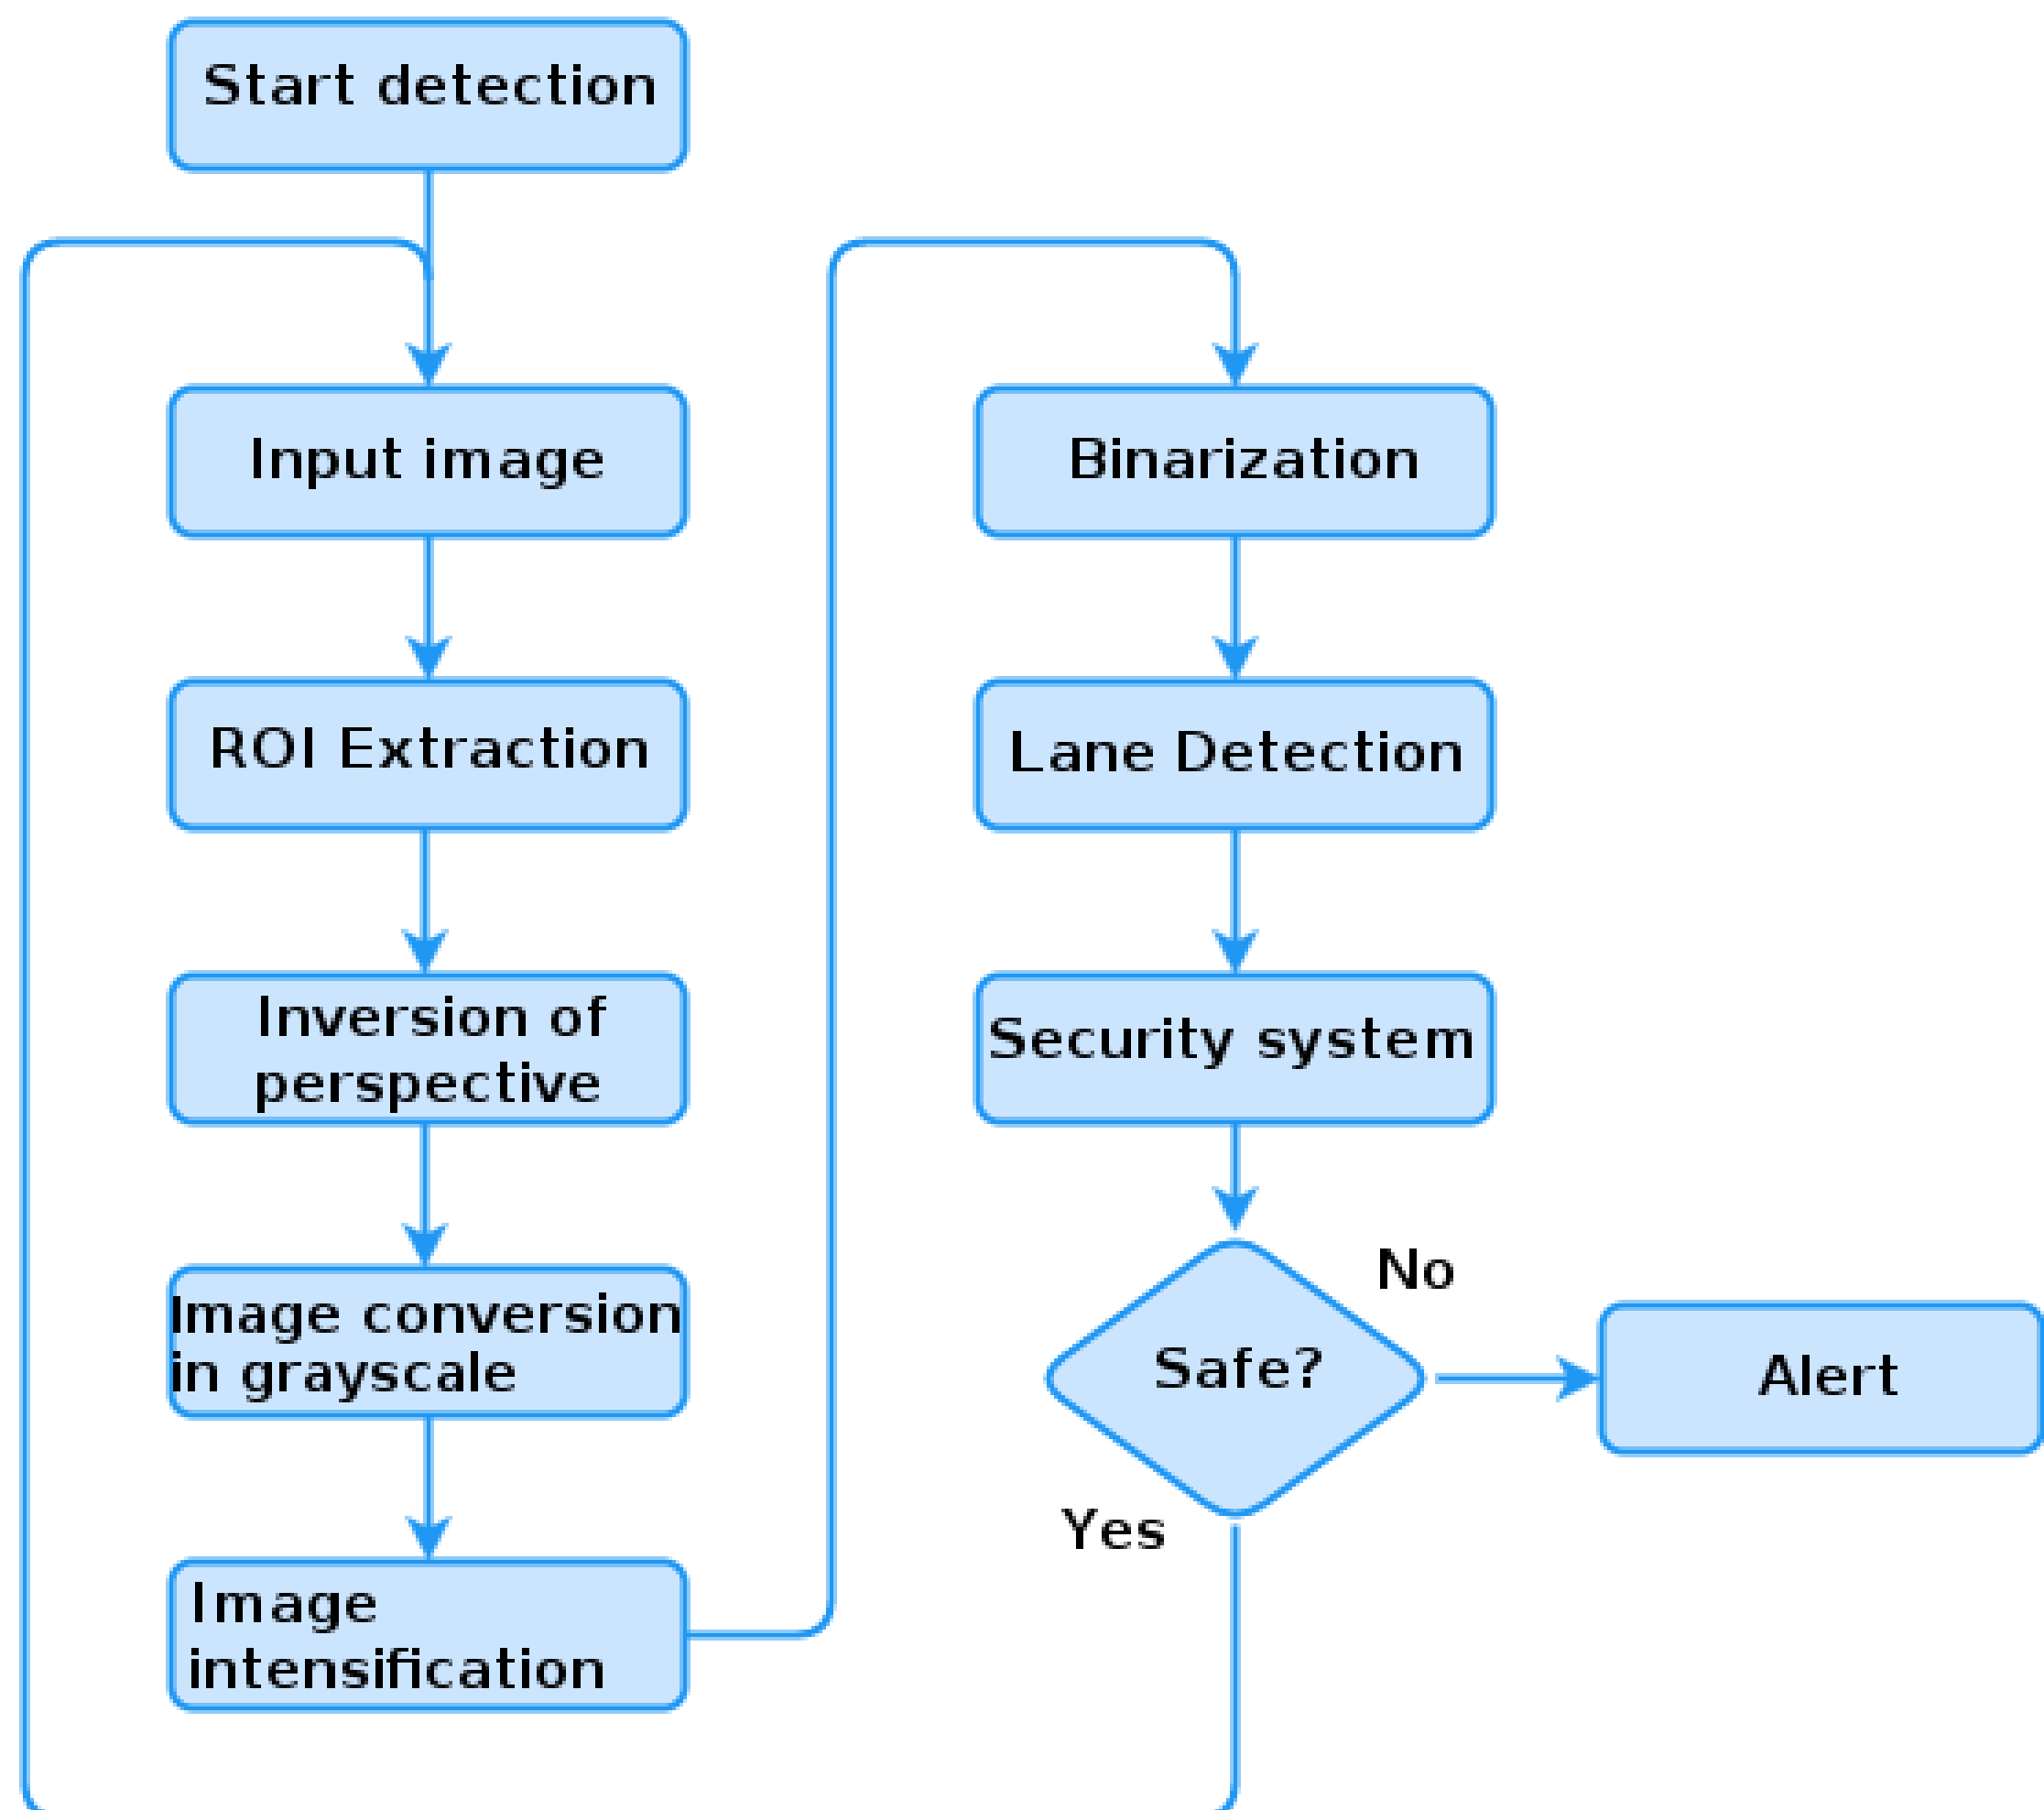 Start detection
Input image
ROI Extraction
Inversion of
perspective
Image conversion
in grayscale
Image
intensification
Binarization
Lane Detection
Security system
Safe?
No
Alert
Yes